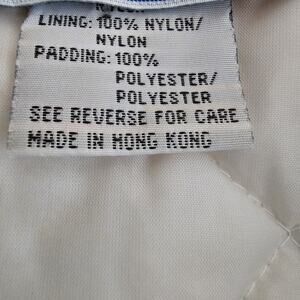 LINING: 100% NYLON/
NYLON
PADDING: 100%
POLYESTER/
POLYESTER
SEE REVERSE FOR CARE
MADE IN HONG KONG